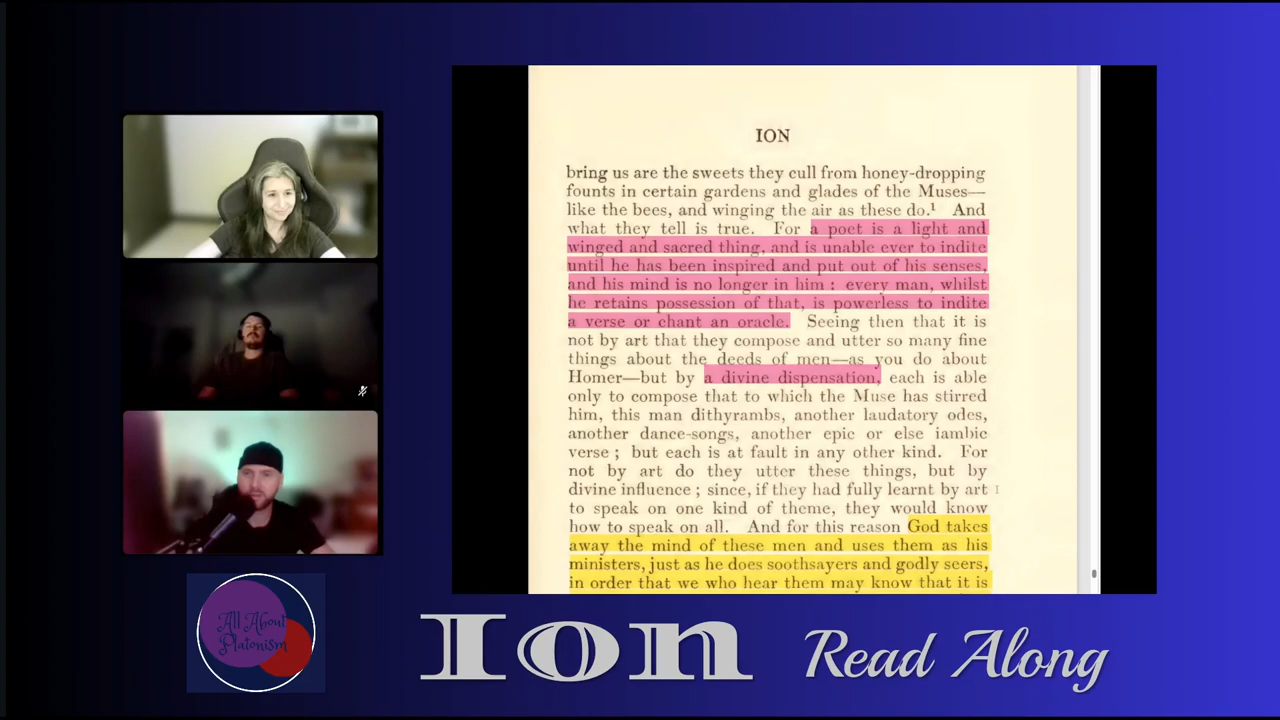 ION
bring us are the sweets they cull from honey-dropping
founts in certain gardens and glades of the Muses—
like the bees, and winging the air as these do.¹ And
what they tell is true. For a poet is a light and
winged and sacred thing, and is unable ever to indite
until he has been inspired and put out of his senses,
and his mind is no longer in him : every man, whilst
he retains possession of that, is powerless to indite
a verse or chant an oracle. Seeing then that it is
not by art that they compose and utter so many fine
things about the deeds of men—as you do about
Homer—but by a divine dispensation, each is able
only to compose that to which the Muse has stirred
him, this man dithyrambs, another laudatory odes,
another dance-songs, another epic or else iambic
verse ; but each is at fault in any other kind. For
not by art do they utter these things, but by
divine influence ; since, if they had fully learnt by art
to speak on one kind of theme, they would know
how to speak on all. And for this reason God takes
away the mind of these men and uses them as his
ministers, just as he does soothsayers and godly seers,
in order that we who hear them may know that it is
All About
Platonism
Ion Read Along